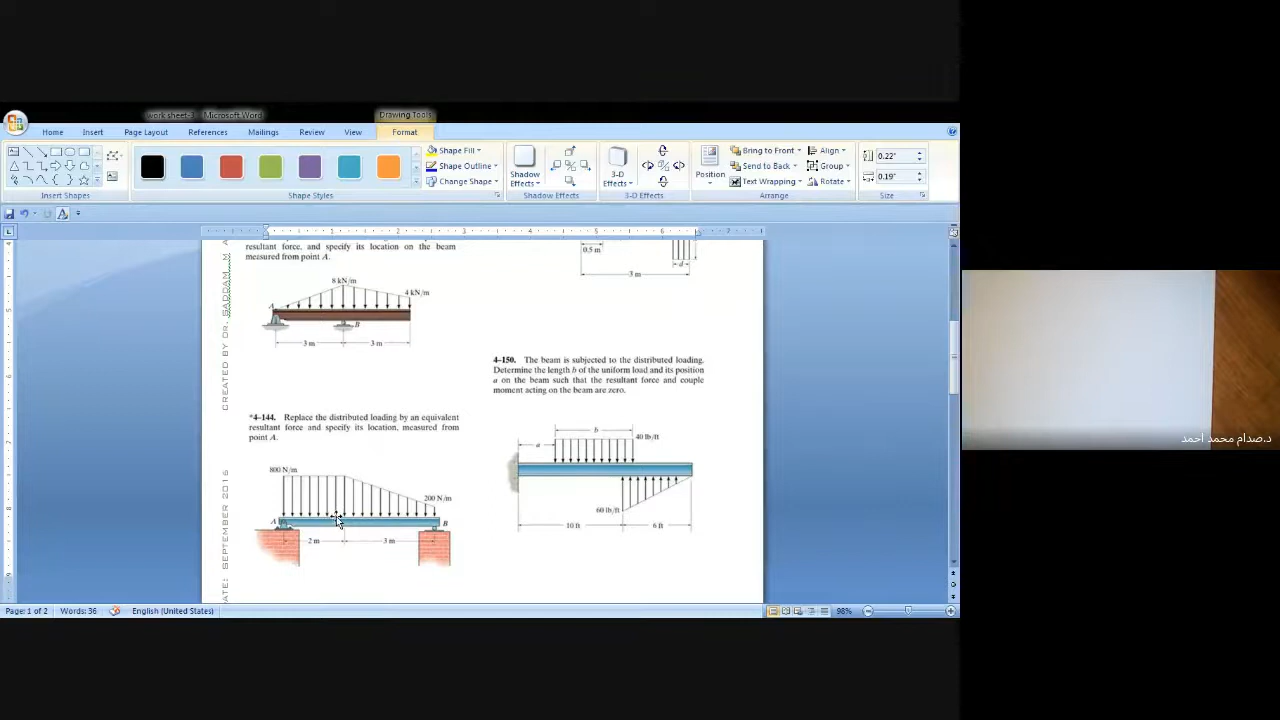 work sheet-3 - Microsoft Word
Drawing Tools
Home Insert Page Layout References Mailings Review View Format
Shape Fill
Shape Outline
Change Shape
Shadow Effects
3-D Effects
Position
Bring to Front
Send to Back
Text Wrapping
Align
Group
Rotate
0.22"
0.19"
Insert Shapes
Shape Styles
Shadow Effects
3-D Effects
Arrange
Size
resultant force, and specify its location on the beam
measured from point A.
8 kN/m
4 kN/m
A
B
3 m
3 m
*4–144. Replace the distributed loading by an equivalent
resultant force and specify its location, measured from
point A.
800 N/m
200 N/m
A
B
2 m
3 m
0.5 m
d
3 m
4–150. The beam is subjected to the distributed loading.
Determine the length b of the uniform load and its position
a on the beam such that the resultant force and couple
moment acting on the beam are zero.
b
40 lb/ft
a
60 lb/ft
10 ft
6 ft
CREATED BY DR. SADDAM M A
ATE: SEPTEMBER 2016
Page: 1 of 2
Words: 36
English (United States)
98%
د.صدام محمد احمد